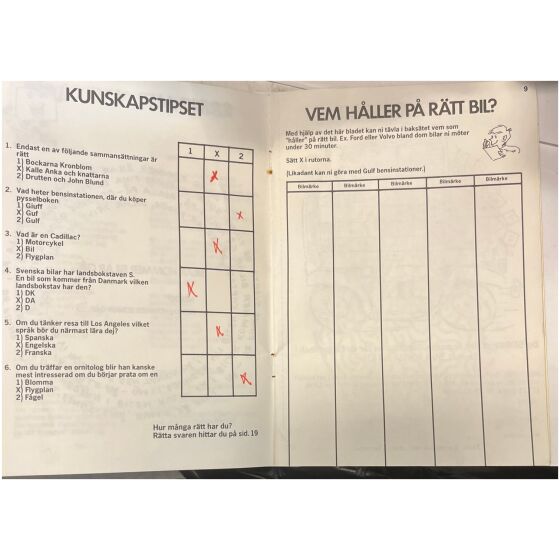 KUNSKAPSTIPSET
1 X 2
1. Endast en av följande sammansättningar är
rätt
1) Bockarna Kronblom
X) Kalle Anka och knattarna
2) Drutten och John Blund
X
2. Vad heter bensinstationen, där du köper
pysselboken
1) Gluff
X) Guf
2) Gulf
X
3. Vad är en Cadillac?
1) Motorcykel
X) Bil
2) Flygplan
X
4. Svenska bilar har landsbokstaven S.
En bil som kommer från Danmark vilken
landsbokstav har den?
1) DK
X) DA
2) D
X
5. Om du tänker resa till Los Angeles vilket
språk bör du närmast lära dej?
1) Spanska
X) Engelska
2) Franska
X
6. Om du träffar en ornitolog blir han kanske
mest intresserad om du börjar prata om en
1) Blomma
X) Flygplan
2) Fågel
X
Hur många rätt har du?
Rätta svaren hittar du på sid. 19
9
VEM HÅLLER PÅ RÄTT BIL?
Med hjälp av det här bladet kan ni tävla i baksätet vem som
"håller" på rätt bil. Ex. Ford eller Volvo bland dom bilar ni möter
under 30 minuter.
Sätt X i rutorna.
(Likadant kan ni göra med Gulf bensinstationer.)
Bilmärke Bilmärke Bilmärke Bilmärke Bilmärke